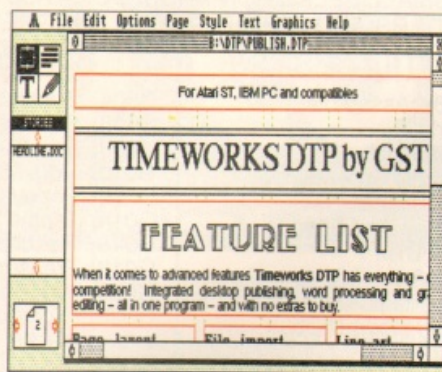 File Edit Options Page Style Text Graphics Help
B:\DTP\PUBLISH.DTP
T
STORIES
HEADLINE.DOC
For Atari ST, IBM PC and compatibles
TIMEWORKS DTP by GST
FEATURE LIST
When it comes to advanced features Timeworks DTP has everything –
competition! Integrated desktop publishing, word processing and
editing – all in one program – and with no extras to buy.
2
Page layout File import Line art